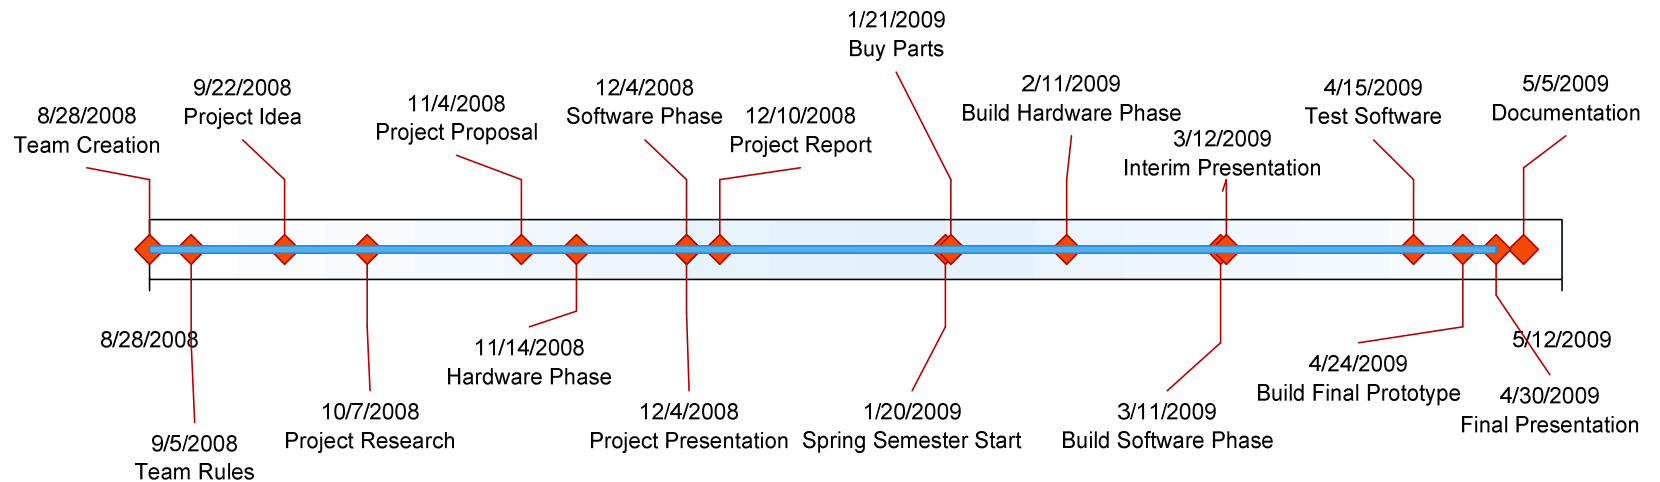 1/21/2009
Buy Parts
9/22/2008
Project Idea
12/4/2008
Software Phase
2/11/2009
Build Hardware Phase
4/15/2009
Test Software
5/5/2009
Documentation
8/28/2008
Team Creation
11/4/2008
Project Proposal
12/10/2008
Project Report
3/12/2009
Interim Presentation
8/28/2008
5/12/2009
11/14/2008
Hardware Phase
4/24/2009
Build Final Prototype
4/30/2009
Final Presentation
10/7/2008
Project Research
12/4/2008
Project Presentation
1/20/2009
Spring Semester Start
3/11/2009
Build Software Phase
9/5/2008
Team Rules